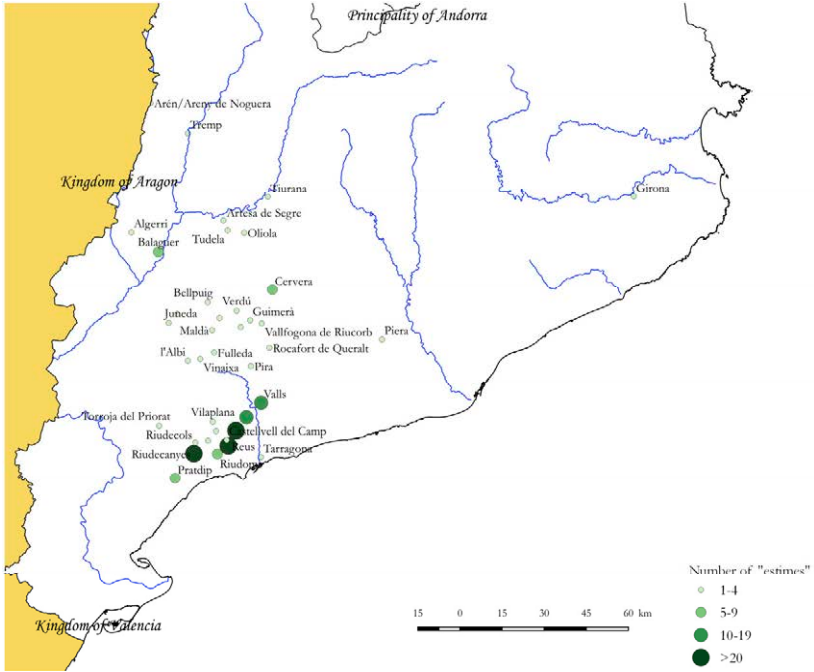 Principality of Andorra
Arén/Areny de Noguera
Tremp
Kingdom of Aragon
Tiurana
Girona
Artesa de Segre
Algerri
Tudela
Oliola
Balaguer
Cervera
Bellpuig
Verdú
Juneda
Guimerà
Maldà
Vallfogona de Riucorb
Piera
Rocafort de Queralt
l'Albi
Fulleda
Vinaixa
Pira
Valls
Torroja del Priorat
Vilaplana
Castellvell del Camp
Riudecols
Reus
Tarragona
Riudecanyes
Riudoms
Pratdip
Number of "estimes"
1-4
5-9
10-19
>20
15 0 15 30 45 60 km
Kingdom of Valencia